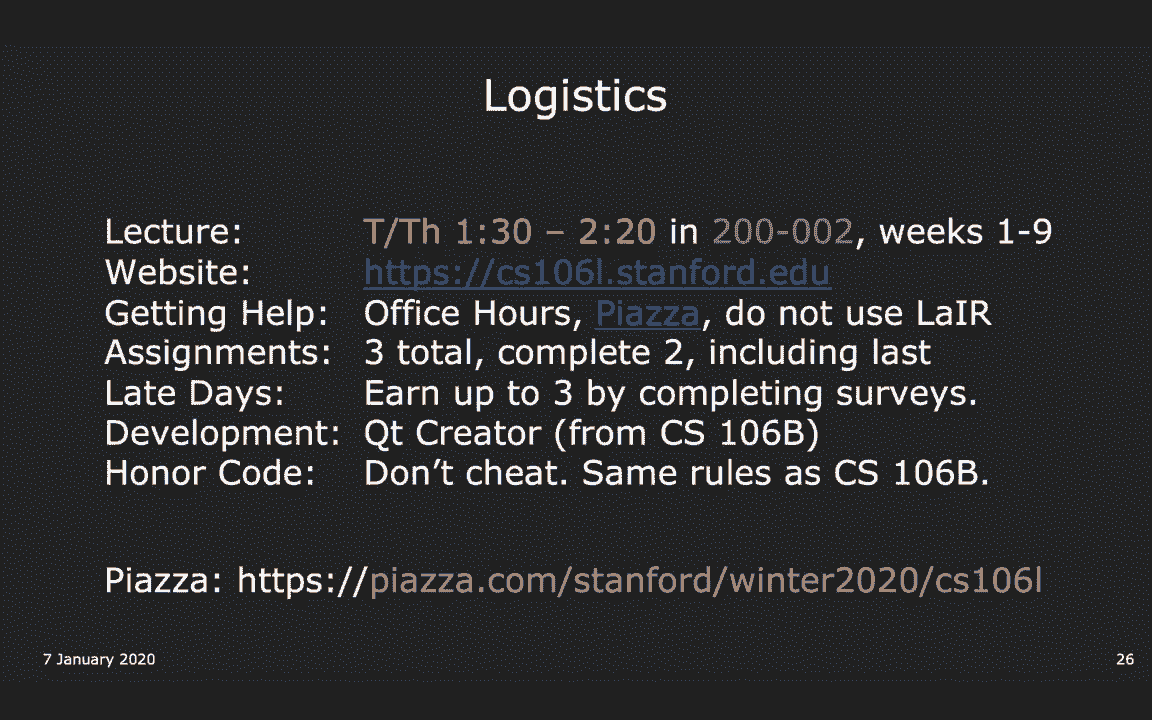 Logistics
Lecture: T/Th 1:30 – 2:20 in 200-002, weeks 1-9
Website: https://cs106l.stanford.edu
Getting Help: Office Hours, Piazza, do not use LaIR
Assignments: 3 total, complete 2, including last
Late Days: Earn up to 3 by completing surveys.
Development: Qt Creator (from CS 106B)
Honor Code: Don’t cheat. Same rules as CS 106B.
Piazza: https://piazza.com/stanford/winter2020/cs106l
7 January 2020
26